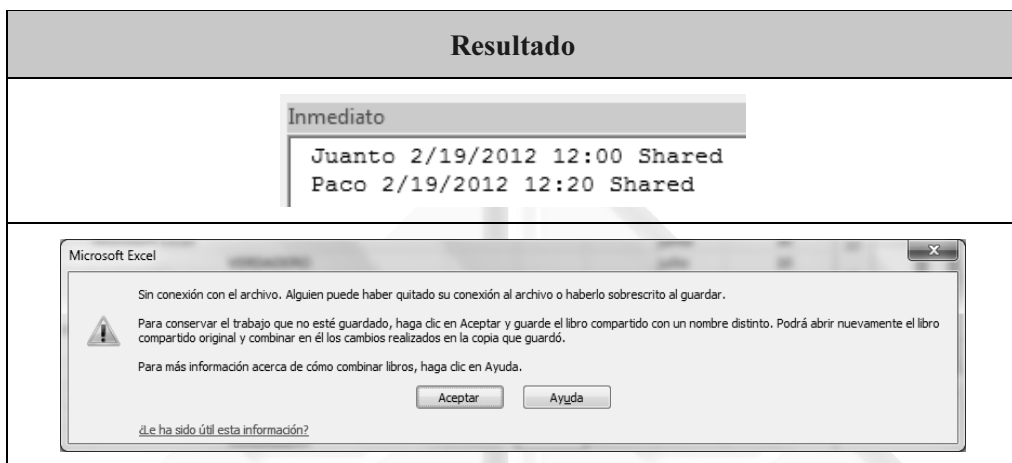 Resultado
Inmediato
Juanto 2/19/2012 12:00 Shared
Paco 2/19/2012 12:20 Shared
Microsoft Excel
Sin conexión con el archivo. Alguien puede haber quitado su conexión al archivo o haberlo sobrescrito al guardar.
Para conservar el trabajo que no esté guardado, haga clic en Aceptar y guarde el libro compartido con un nombre distinto. Podrá abrir nuevamente el libro
compartido original y combinar en él los cambios realizados en la copia que guardó.
Para más información acerca de cómo combinar libros, haga clic en Ayuda.
Aceptar Ayuda
¿Le ha sido útil esta información?